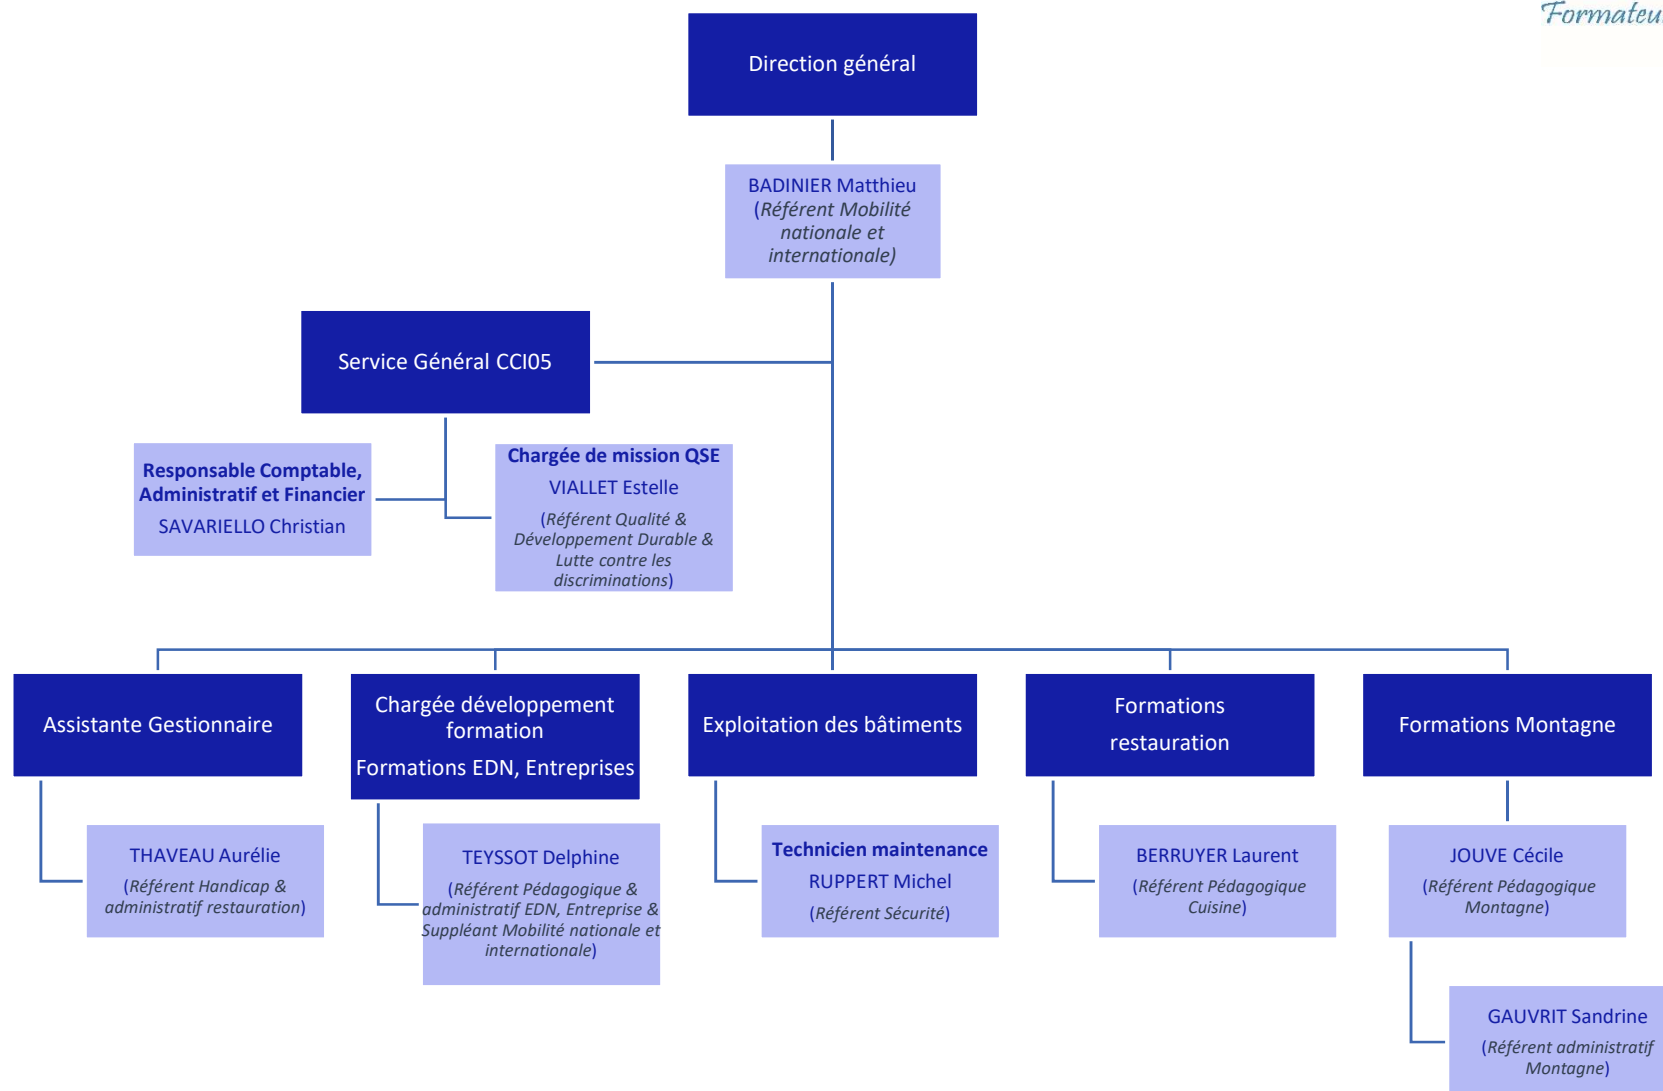 Direction général
BADINIER Matthieu
(Référent Mobilité
nationale et
internationale)
Service Général CCI05
Responsable Comptable,
Administratif et Financier
SAVARIELLO Christian
Chargée de mission QSE
VIALLET Estelle
(Référent Qualité &
Développement Durable &
Lutte contre les
discriminations)
Assistante Gestionnaire
THAVEAU Aurélie
(Référent Handicap &
administratif restauration)
Chargée développement
formation
Formations EDN, Entreprises
TEYSSOT Delphine
(Référent Pédagogique &
administratif EDN, Entreprise &
Suppléant Mobilité nationale et
internationale)
Exploitation des bâtiments
Technicien maintenance
RUPPERT Michel
(Référent Sécurité)
Formations
restauration
BERRUYER Laurent
(Référent Pédagogique
Cuisine)
Formations Montagne
JOUVE Cécile
(Référent Pédagogique
Montagne)
GAUVRIT Sandrine
(Référent administratif
Montagne)